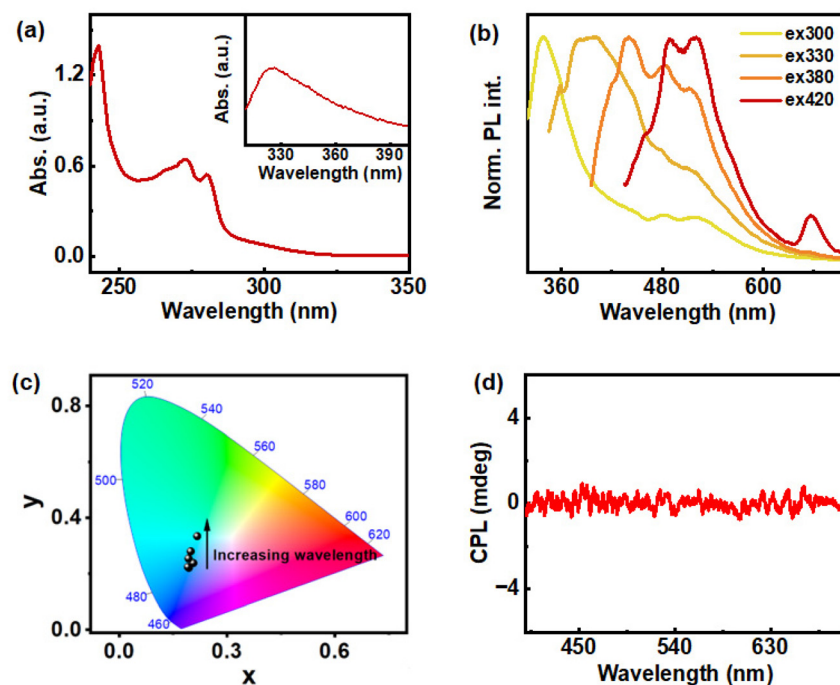 (a)
Abs. (a.u.)
1.2
0.6
0.0
250
300
350
Wavelength (nm)
Abs. (a.u.)
330
360
390
Wavelength (nm)
(b)
Norm. PL int.
ex300
ex330
ex380
ex420
360
480
600
Wavelength (nm)
(c)
y
0.8
0.4
0.0
0.0
0.3
0.6
x
520
540
560
580
600
620
500
480
460
Increasing wavelength
(d)
CPL (mdeg)
4
0
−4
450
540
630
Wavelength (nm)